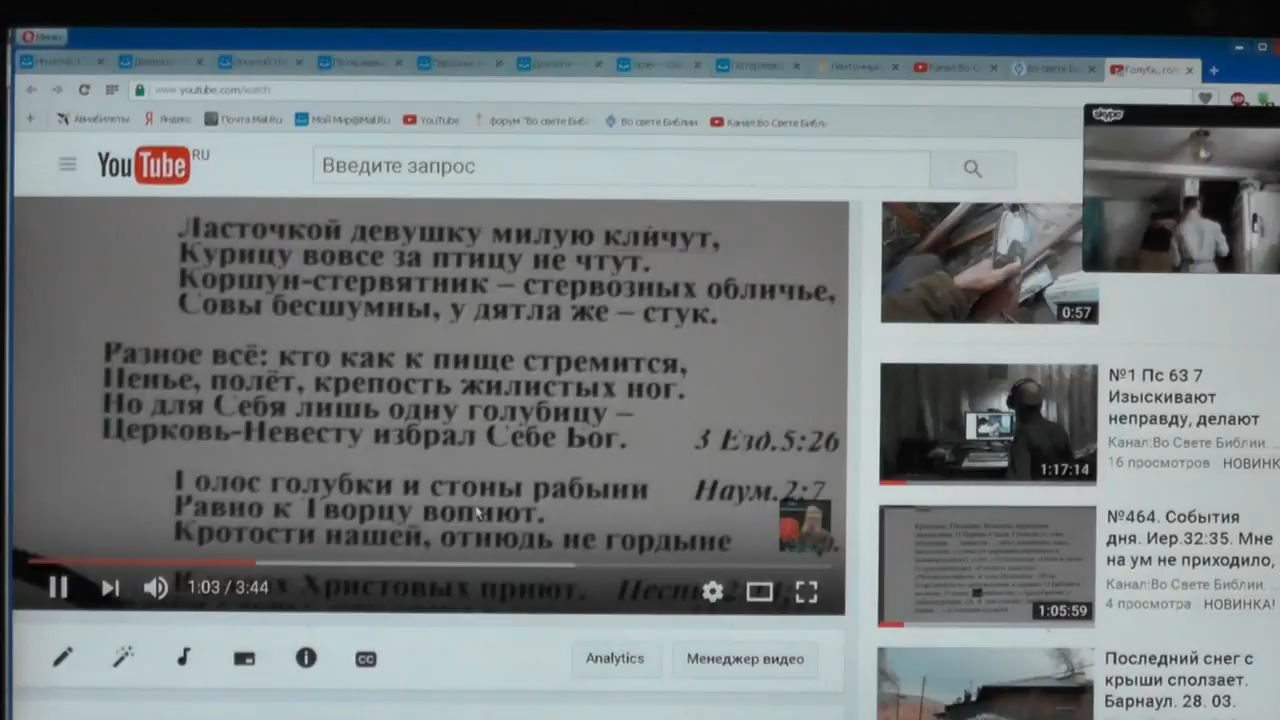 Меню
www.youtube.com/watch
Авиабилеты
Яндекс
Почта Mail.Ru
Мой Мир@Mail.Ru
YouTube
форум "Во свете Библ
Во свете Библии
Канал:Во Свете Библи
skype
YouTube RU
Введите запрос
Ласточкой девушку милую кличут,
Курицу вовсе за птицу не чтут.
Коршун-стервятник – стервозных обличье,
Совы бесшумны, у дятла же – стук.
Разное всё: кто как к пище стремится,
Пенье, полёт, крепость жилистых ног.
Но для Себя лишь одну голубицу –
Церковь-Невесту избрал Себе Бог. 3 Езд.5:26
Голос голубки и стоны рабыни Наум.2:7
Равно к Творцу вопиют.
Кротости нашей, отнюдь не гордыне
Христовых приют.
1:03 / 3:44
Analytics
Менеджер видео
0:57
№1 Пс 63 7
Изыскивают
неправду, делают
Канал:Во Свете Библии...
16 просмотров НОВИНК
1:17:14
№464. События
дня. Иер.32:35. Мне
на ум не приходило,
Канал:Во Свете Библии...
4 просмотра НОВИНКА!
1:05:59
Последний снег с
крыши сползает.
Барнаул. 28. 03.